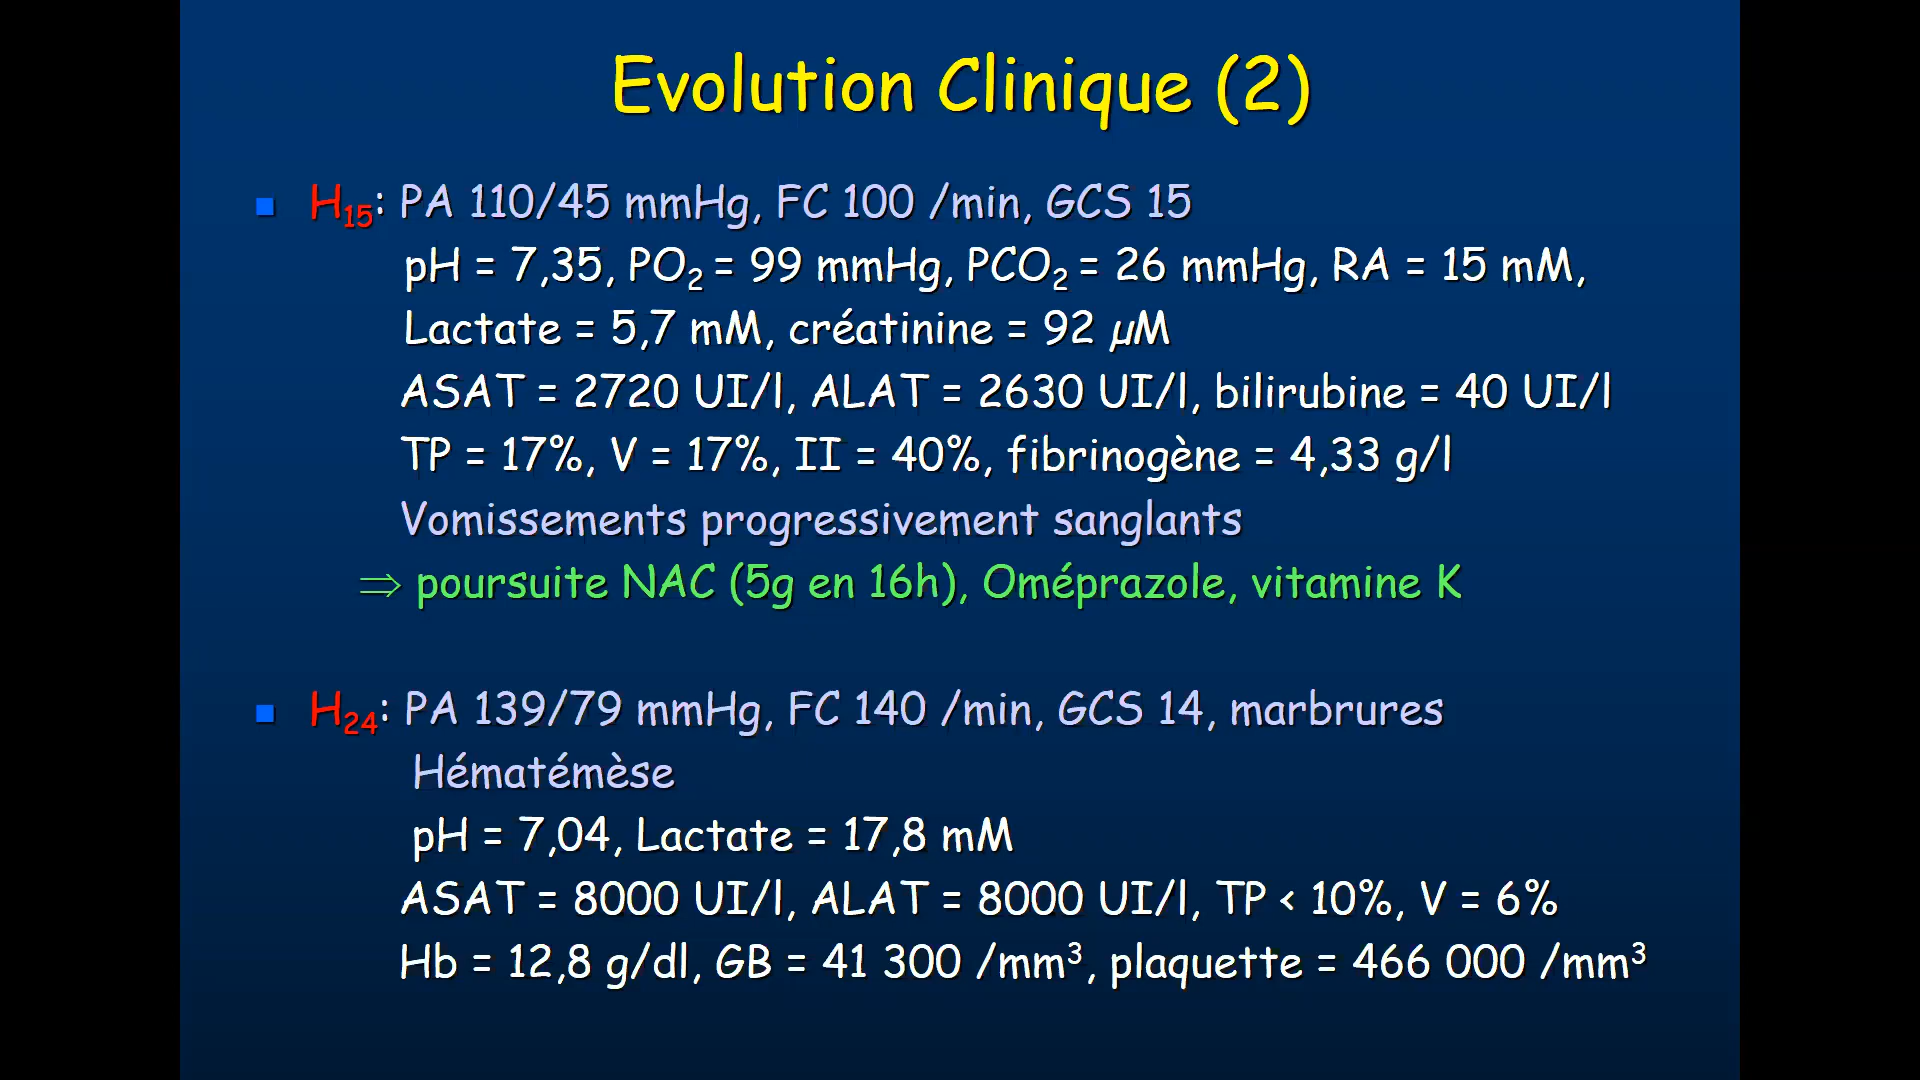 Evolution Clinique (2)
H15: PA 110/45 mmHg, FC 100 /min, GCS 15
pH = 7,35, PO2 = 99 mmHg, PCO2 = 26 mmHg, RA = 15 mM,
Lactate = 5,7 mM, créatinine = 92 µM
ASAT = 2720 UI/l, ALAT = 2630 UI/l, bilirubine = 40 UI/l
TP = 17%, V = 17%, II = 40%, fibrinogène = 4,33 g/l
Vomissements progressivement sanglants
⇒ poursuite NAC (5g en 16h), Oméprazole, vitamine K
H24: PA 139/79 mmHg, FC 140 /min, GCS 14, marbrures
Hématémèse
pH = 7,04, Lactate = 17,8 mM
ASAT = 8000 UI/l, ALAT = 8000 UI/l, TP < 10%, V = 6%
Hb = 12,8 g/dl, GB = 41 300 /mm³, plaquette = 466 000 /mm³